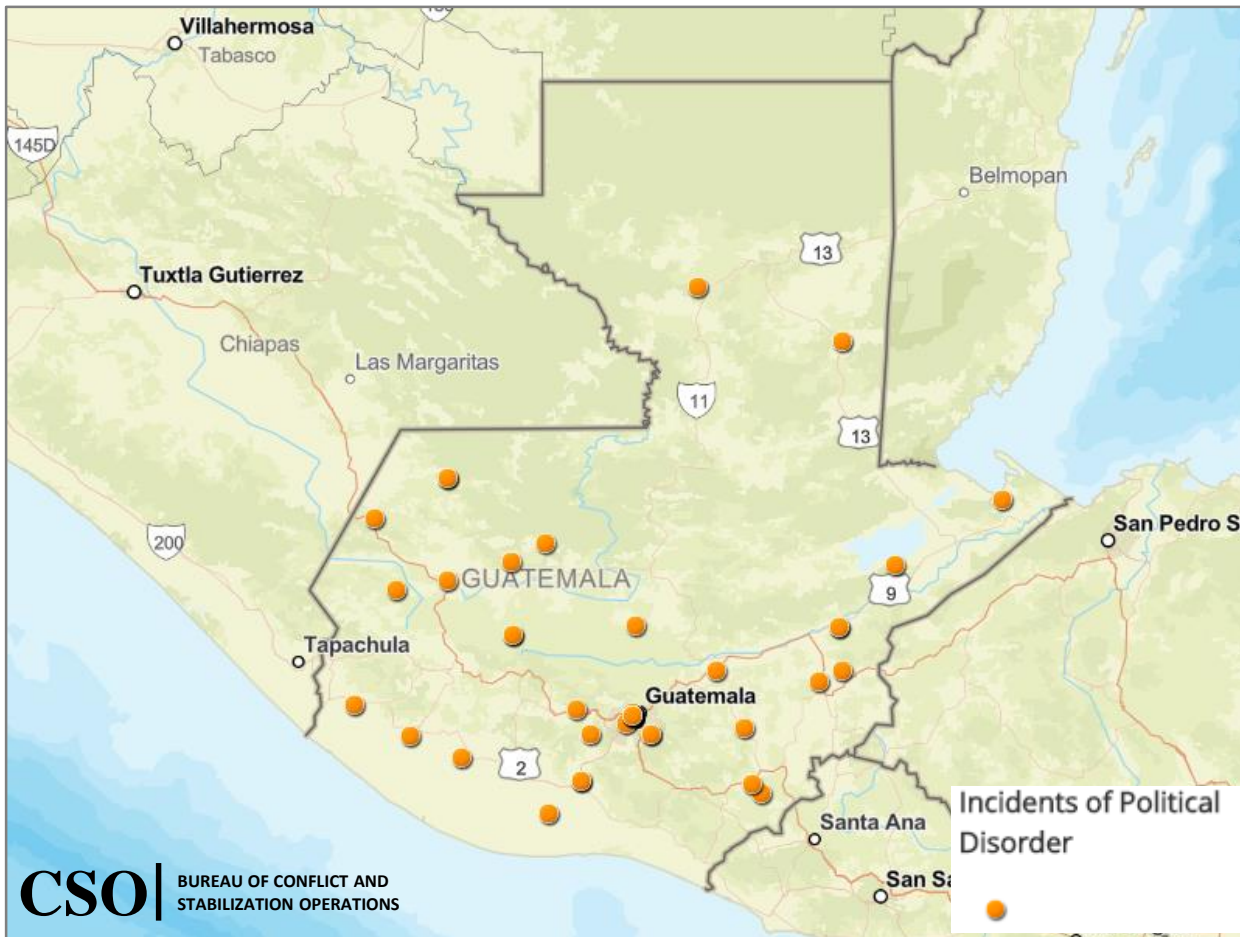 Villahermosa
Tabasco
145D
Belmopan
13
Tuxtla Gutierrez
Chiapas
Las Margaritas
11
13
200
San Pedro S
GUATEMALA
9
Tapachula
Guatemala
2
Incidents of Political
Disorder
Santa Ana
CSO
BUREAU OF CONFLICT AND
STABILIZATION OPERATIONS
San Sa